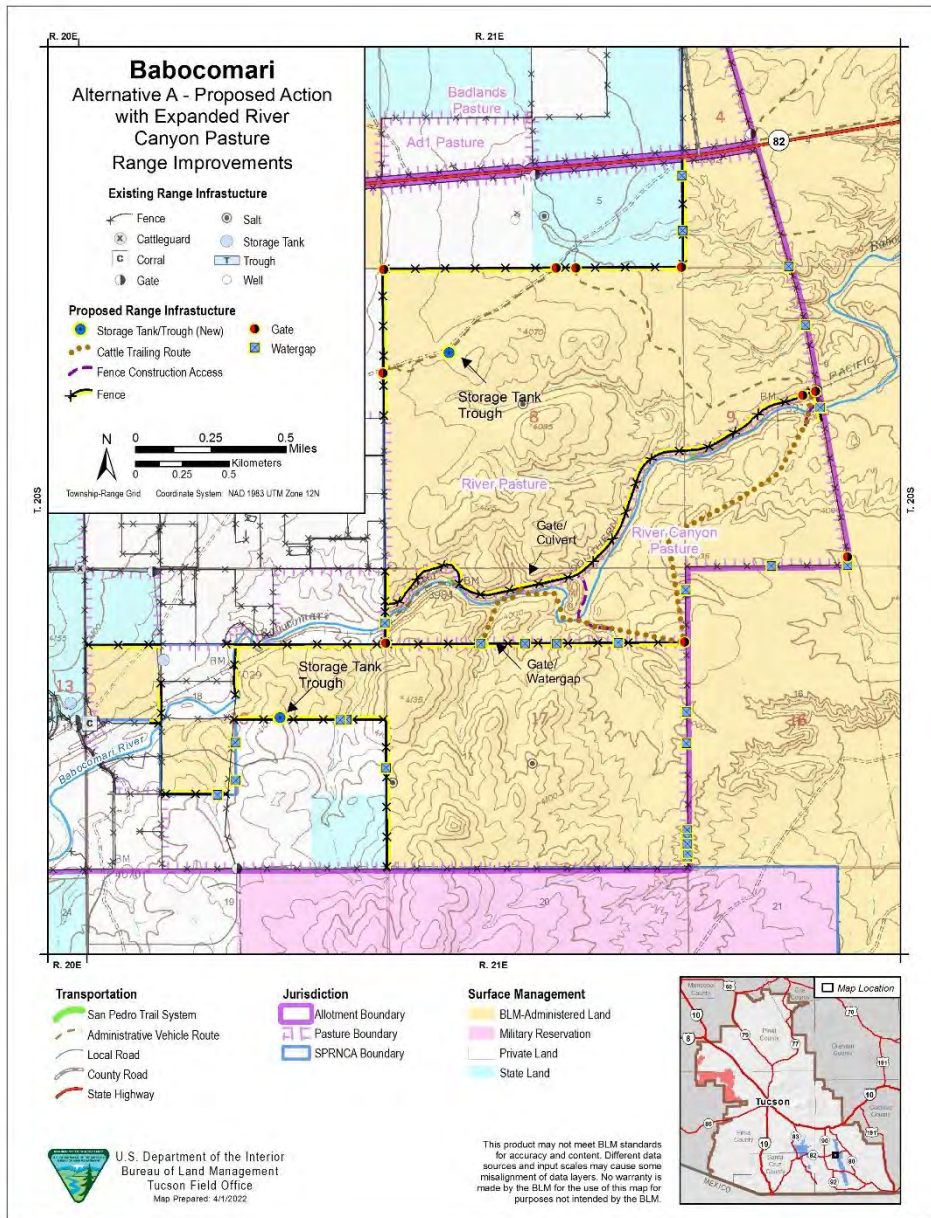 R. 20E
R. 21E
Babocomari
Alternative A - Proposed Action
with Expanded River
Canyon Pasture
Range Improvements
Existing Range Infrastucture
Fence
Cattleguard
C
Corral
Gate
Salt
Storage Tank
T
Trough
Well
Proposed Range Infrastucture
Storage Tank/Trough (New)
Cattle Trailing Route
Fence Construction Access
Fence
Gate
Watergap
N
0 0.25 0.5
Miles
Kilometers
0 0.25 0.5
Township-Range Grid Coordinate System: NAD 1983 UTM Zone 12N
Badlands
Pasture
Ad1 Pasture
4
82
5
4070
Storage Tank
Trough
8
9
BM
PACIFIC
River Pasture
Gate/
Culvert
SOUTHERN
River Canyon
Pasture
T. 20S
T. 20S
BM
Babocomari
Gate/
Watergap
BM
Storage Tank
Trough
13
18
17
16
C
Babocomari River
BM
19
20
21
24
R. 20E
R. 21E
Transportation
San Pedro Trail System
Administrative Vehicle Route
Local Road
County Road
State Highway
Jurisdiction
Allotment Boundary
Pasture Boundary
SPRNCA Boundary
Surface Management
BLM-Administered Land
Military Reservation
Private Land
State Land
Map Location
Tucson
MEXICO
U.S. Department of the Interior
Bureau of Land Management
Tucson Field Office
Map Prepared: 4/1/2022
This product may not meet BLM standards
for accuracy and content. Different data
sources and input scales may cause some
misalignment of data layers. No warranty is
made by the BLM for the use of this map for
purposes not intended by the BLM.